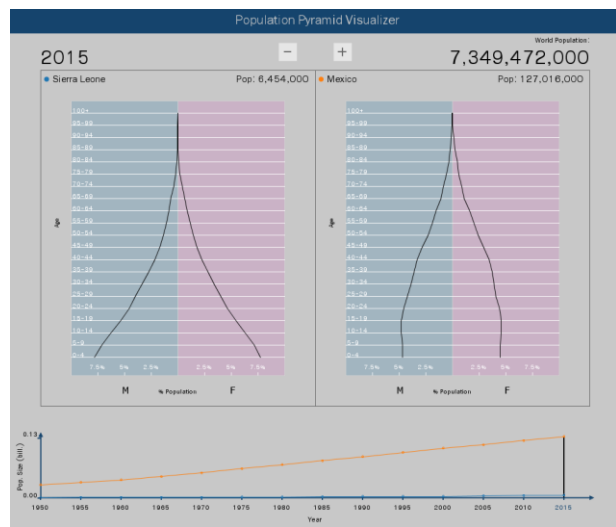 Population Pyramid Visualizer
World Population:
2015 − + 7,349,472,000
Sierra Leone Pop: 6,454,000 Mexico Pop: 127,016,000
100+ 100+
95-99 95-99
90-94 90-94
85-89 85-89
80-84 80-84
75-79 75-79
70-74 70-74
65-69 65-69
60-64 60-64
Age 55-59 Age 55-59
50-54 50-54
45-49 45-49
40-44 40-44
35-39 35-39
30-34 30-34
25-29 25-29
20-24 20-24
15-19 15-19
10-14 10-14
5-9 5-9
0-4 0-4
7.5% 5% 2.5% 2.5% 5% 7.5% 7.5% 5% 2.5% 2.5% 5% 7.5%
M % Population F M % Population F
0.13
Pop. Size (bill.)
0.00
1950 1955 1960 1965 1970 1975 1980 1985 1990 1995 2000 2005 2010 2015
Year